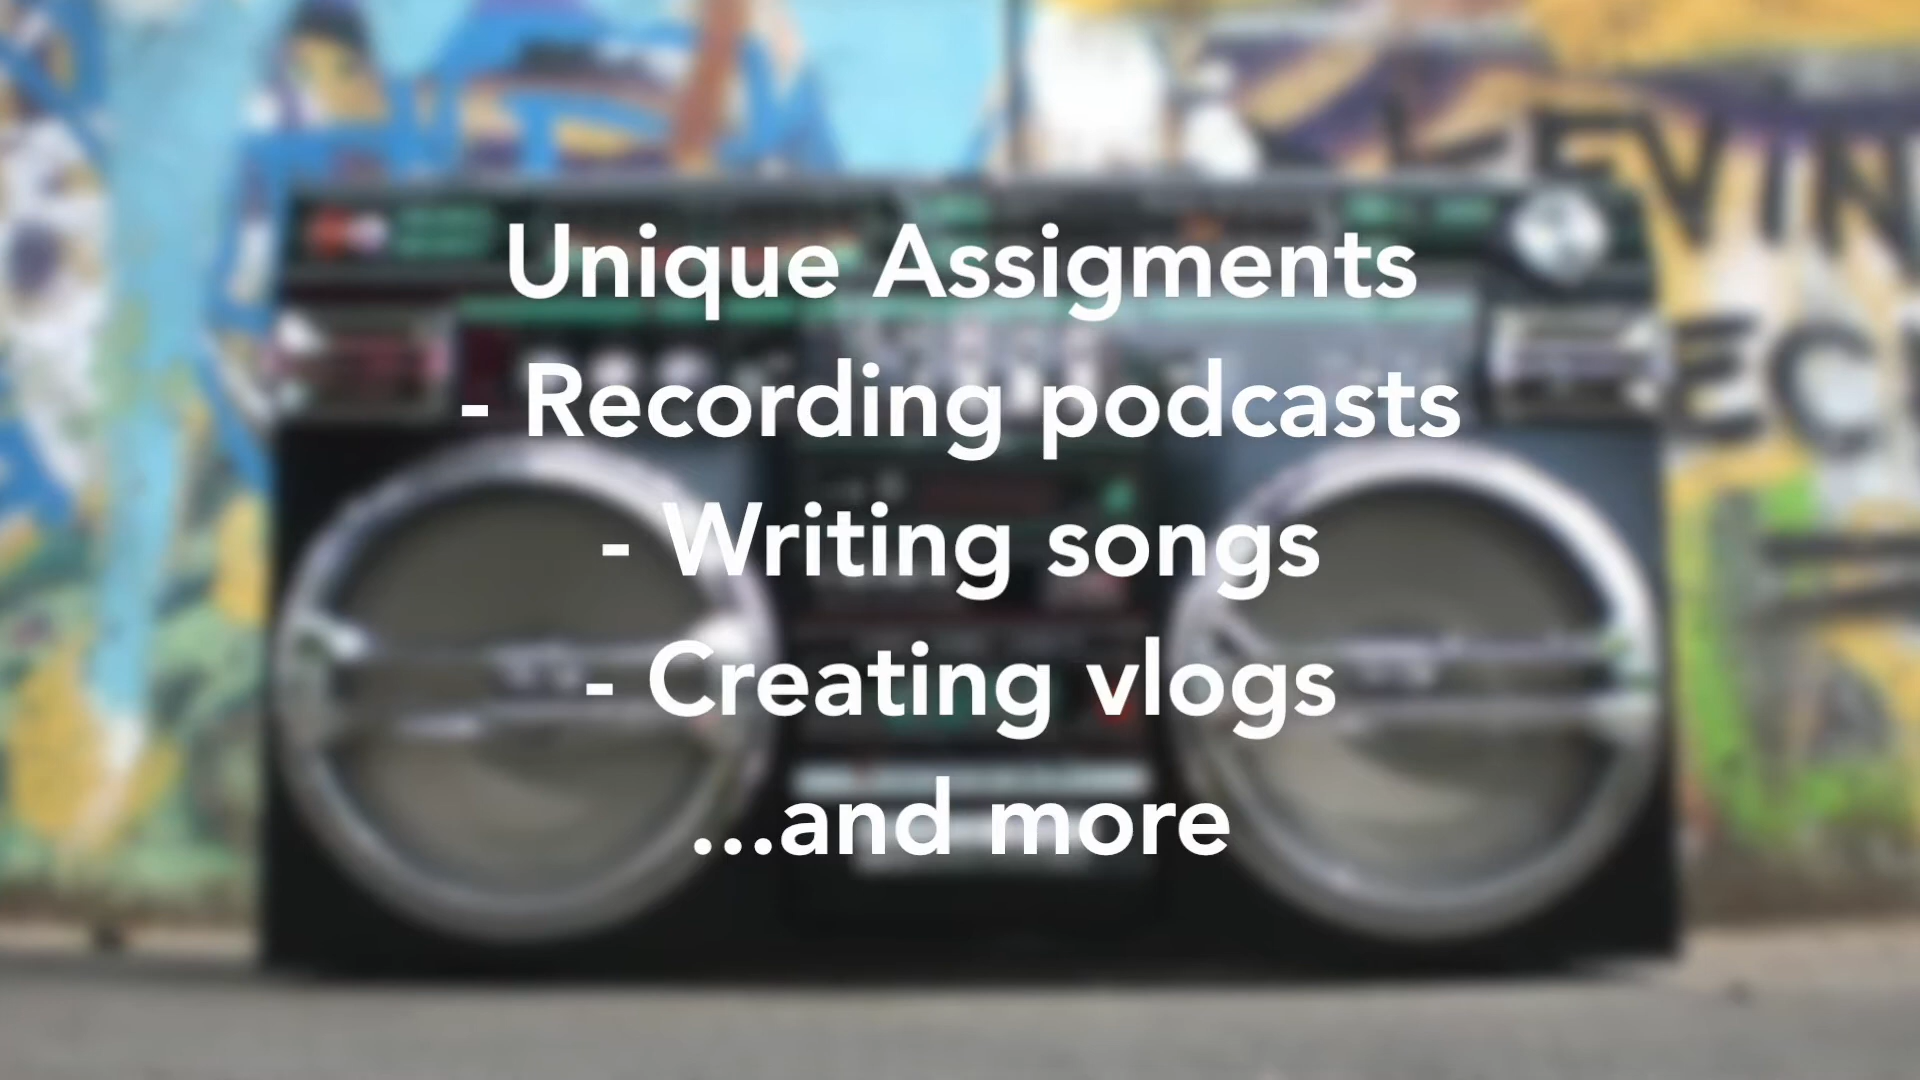 Unique Assigments
- Recording podcasts
- Writing songs
- Creating vlogs
...and more